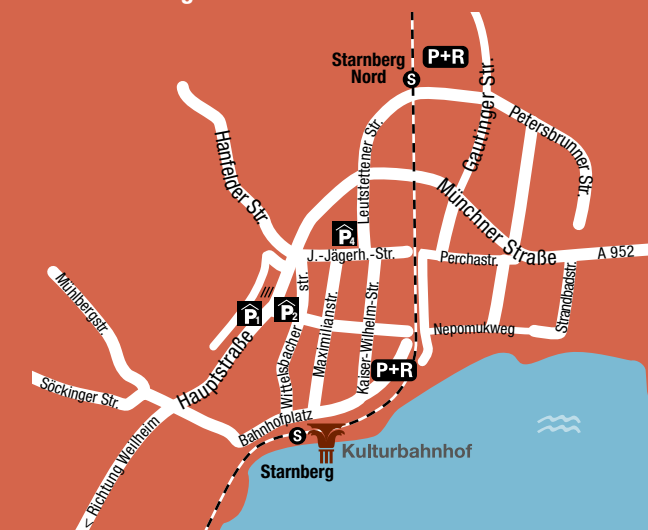 Starnberg
Nord
S
P+R
Gautinger Str.
Petersbrunner Str.
Leutstettener Str.
Hanfelder Str.
Münchner Straße
P4
J.-Jägerh.-Str.
Perchastr.
A 952
Strandbadstr.
Mühlbergstr.
P1
P2
Wittelsbacher str.
Maximilianstr.
Kaiser-Wilhelm-Str.
Nepomukweg
Hauptstraße
P+R
Söckinger Str.
Bahnhofplatz
S
Kulturbahnhof
Starnberg
< Richtung Weilheim